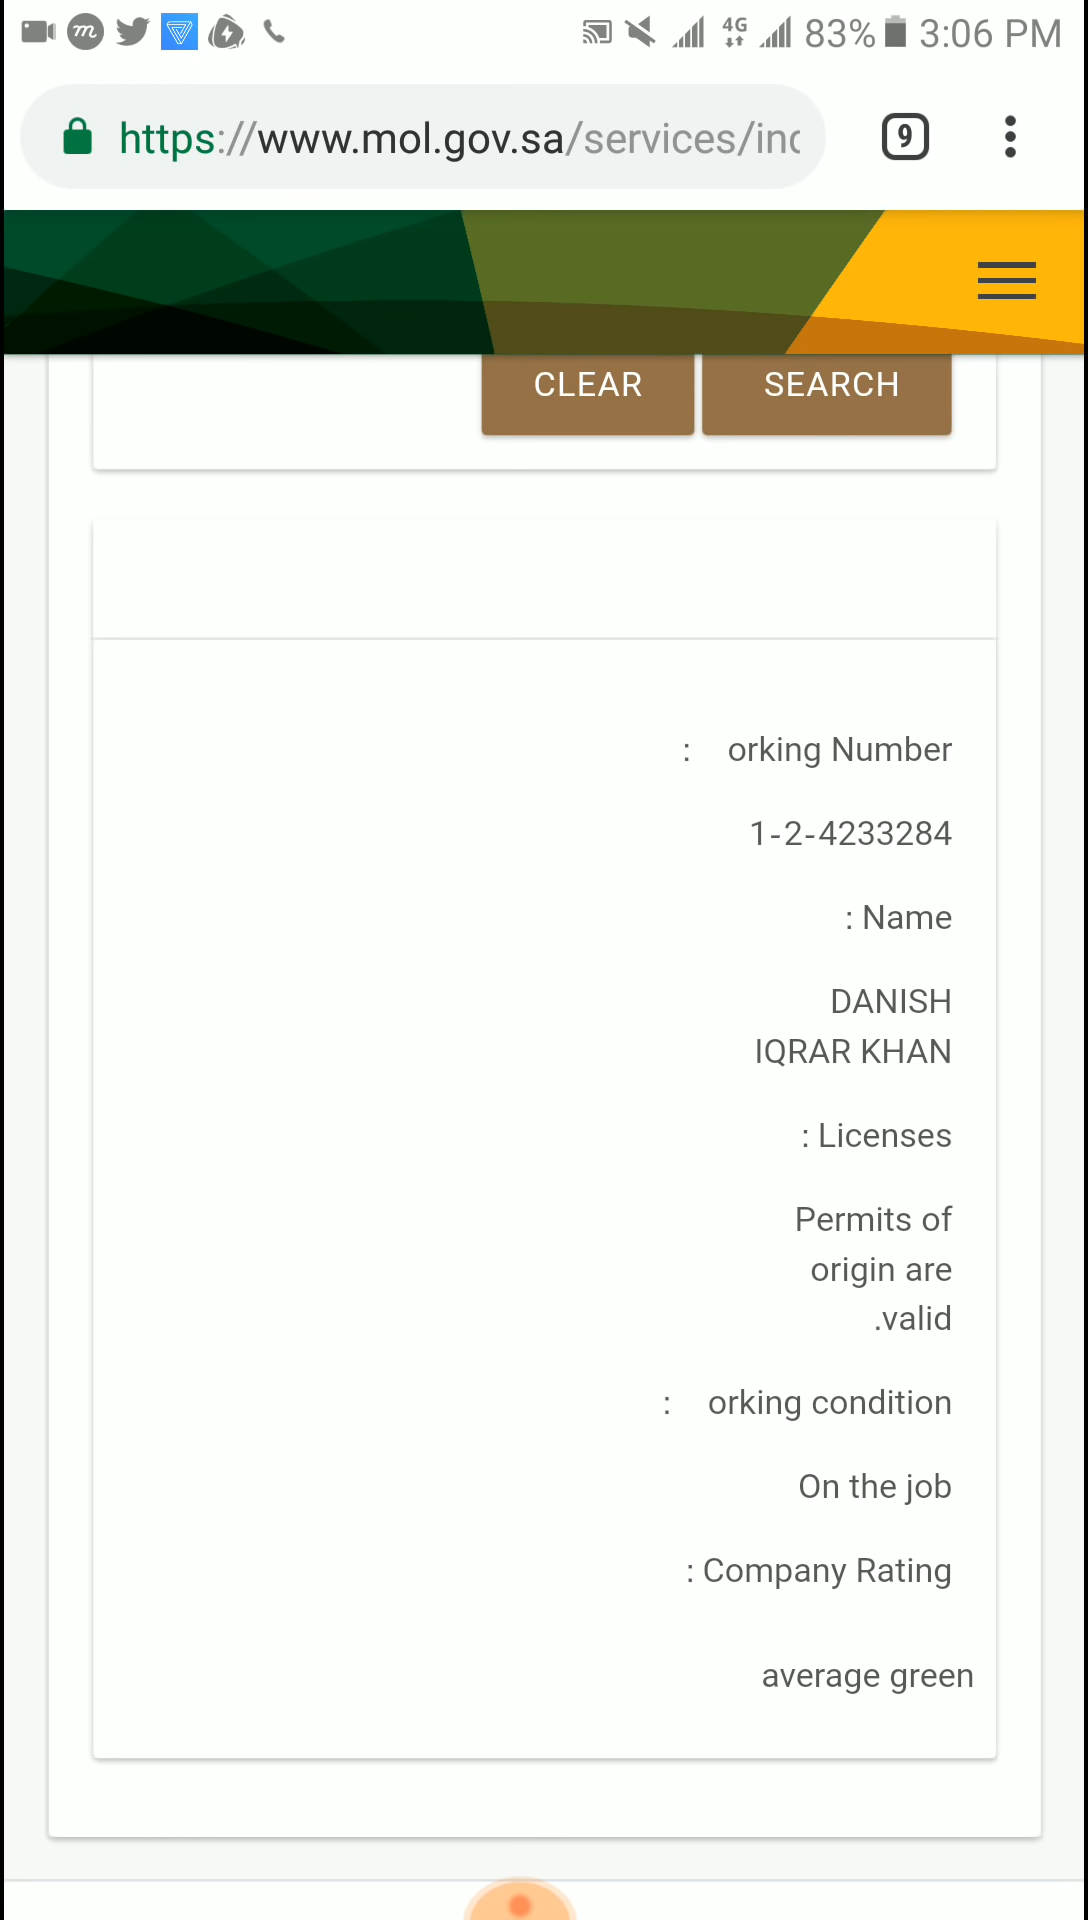 4G 83% 3:06 PM
https://www.mol.gov.sa/services/inc
9
CLEAR SEARCH
: orking Number
1-2-4233284
: Name
DANISH
IQRAR KHAN
: Licenses
Permits of
origin are
.valid
: orking condition
On the job
: Company Rating
average green